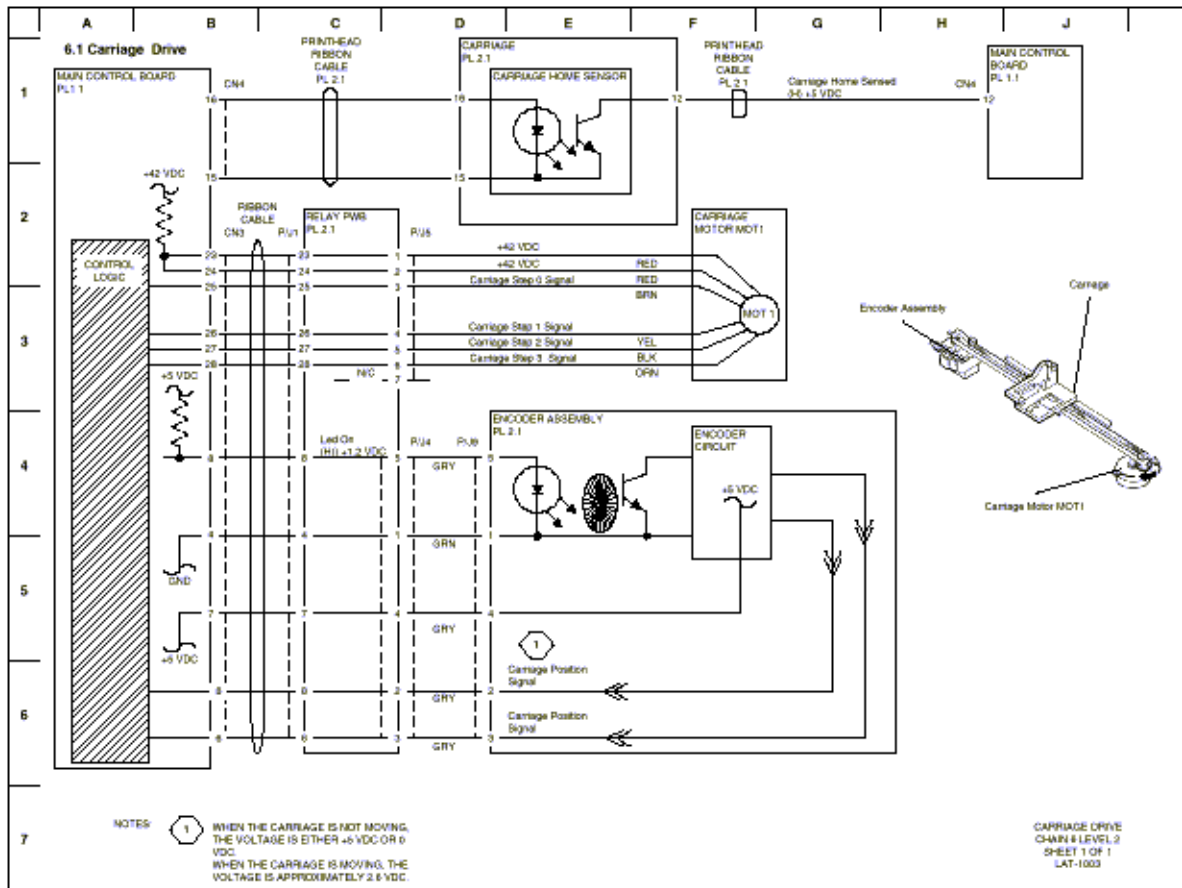 A B C D E F G H J
6.1 Carriage Drive
MAIN CONTROL BOARD
PL1 1
CN4
PRINTHEAD
RIBBON
CABLE
PL 2.1
CARRIAGE
PL 2.1
CARRIAGE HOME SENSOR
PRINTHEAD
RIBBON
CABLE
PL 2 1
Carriage Home Sensed
(H) +5 VDC
CN4
MAIN CONTROL
BOARD
PL 1.1
1
16
16
12
12
15
15
+42 VDC
2
RIBBON
CABLE
CN3
P/J1
RELAY PWB
PL 2.1
P/J5
CARRIAGE
MOTOR MOT1
CONTROL
LOGIC
23 23 1 +42 VDC
24 24 2 +42 VDC RED
25 25 3 Carriage Step 0 Signal RED
BRN
3
MOT 1
26 26 4 Carriage Step 1 Signal
27 27 5 Carriage Step 2 Signal YEL
28 28 6 Carriage Step 3 Signal BLK
N/C 7 ORN
Encoder Assembly
Carriage
Carriage Motor MOT1
+5 VDC
4
Led On
(H) +1.2 VDC
P/J4
P/J9
ENCODER ASSEMBLY
PL 2.1
ENCODER
CIRCUIT
+5 VDC
5
GRY
5
4 4 1 GRN 1
GND
5
7 7 4 GRY 4
1
Carriage Position
Signal
2 GRY 2
6
Carriage Position
Signal
6 6 3 GRY 3
7
NOTES:
1
WHEN THE CARRIAGE IS NOT MOVING,
THE VOLTAGE IS EITHER +5 VDC OR 0
VDC.
WHEN THE CARRIAGE IS MOVING, THE
VOLTAGE IS APPROXIMATELY 2.6 VDC.
CARRIAGE DRIVE
CHAIN 6 LEVEL 2
SHEET 1 OF 1
LAT-1003